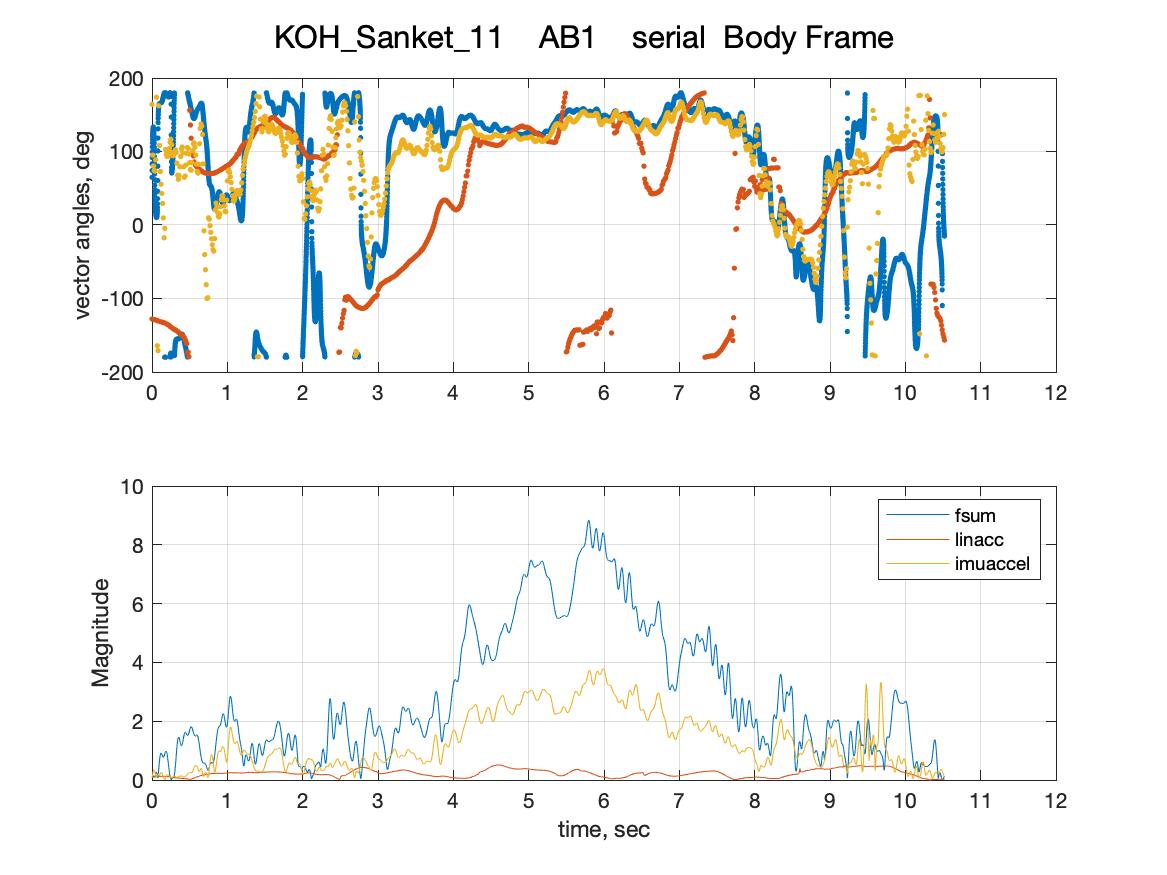 KOH_Sanket_11 AB1 serial Body Frame
200
100
0
-100
-200
vector angles, deg
0 1 2 3 4 5 6 7 8 9 10 11 12
10
8
6
4
2
0
Magnitude
fsum
linacc
imuaccel
0 1 2 3 4 5 6 7 8 9 10 11 12
time, sec